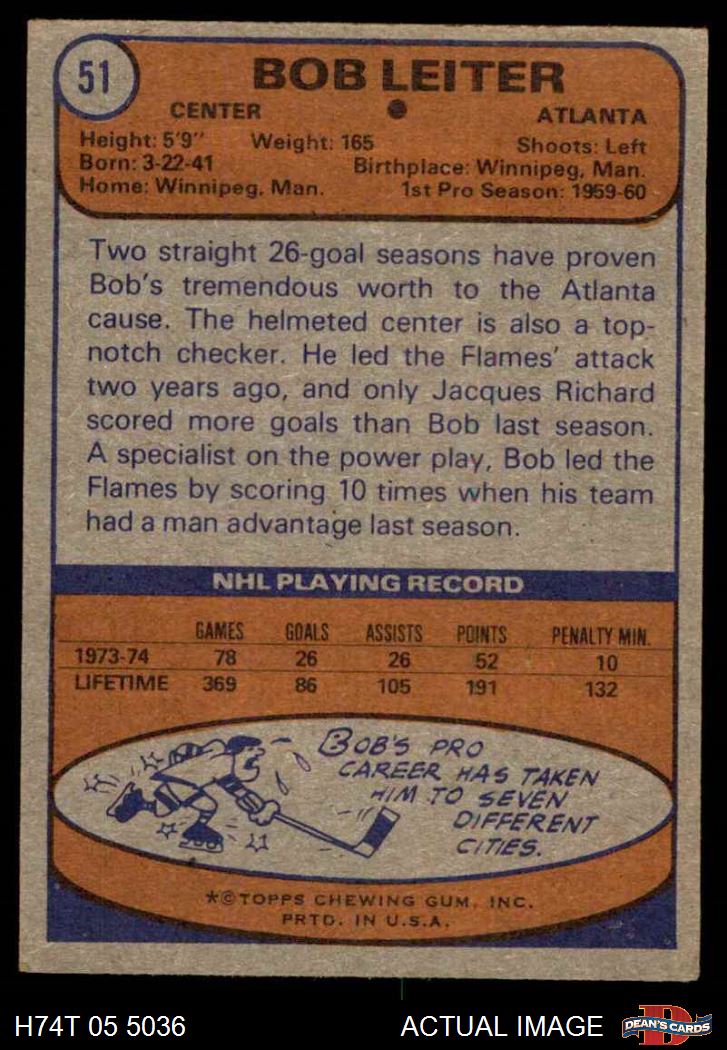 51
BOB LEITER
CENTER
ATLANTA
Height: 5'9" Weight: 165 Shoots: Left
Born: 3-22-41 Birthplace: Winnipeg, Man.
Home: Winnipeg, Man. 1st Pro Season: 1959-60
Two straight 26-goal seasons have proven
Bob's tremendous worth to the Atlanta
cause. The helmeted center is also a top-
notch checker. He led the Flames' attack
two years ago, and only Jacques Richard
scored more goals than Bob last season.
A specialist on the power play, Bob led the
Flames by scoring 10 times when his team
had a man advantage last season.
NHL PLAYING RECORD
GAMES GOALS ASSISTS POINTS PENALTY MIN.
1973-74 78 26 26 52 10
LIFETIME 369 86 105 191 132
BOB'S PRO
CAREER HAS TAKEN
HIM TO SEVEN
DIFFERENT
CITIES.
*©TOPPS CHEWING GUM, INC.
PRTD. IN U.S.A.
H74T 05 5036 ACTUAL IMAGE
D
DEAN'S CARDS